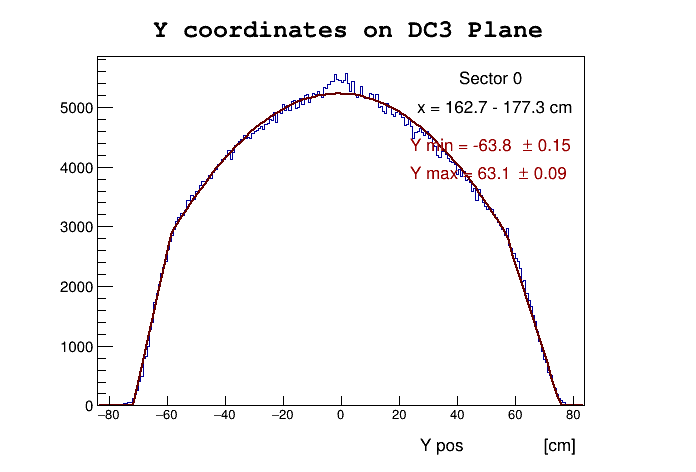 Y coordinates on DC3 Plane
Sector 0
x = 162.7 - 177.3 cm
Y min = -63.8 ± 0.15
Y max = 63.1 ± 0.09
5000
4000
3000
2000
1000
0
−80 −60 −40 −20 0 20 40 60 80
Y pos [cm]